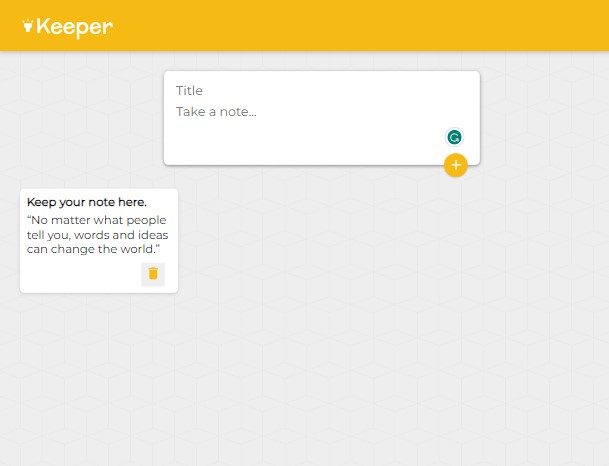 Keeper
Title
Take a note...
Keep your note here.
“No matter what people
tell you, words and ideas
can change the world.”